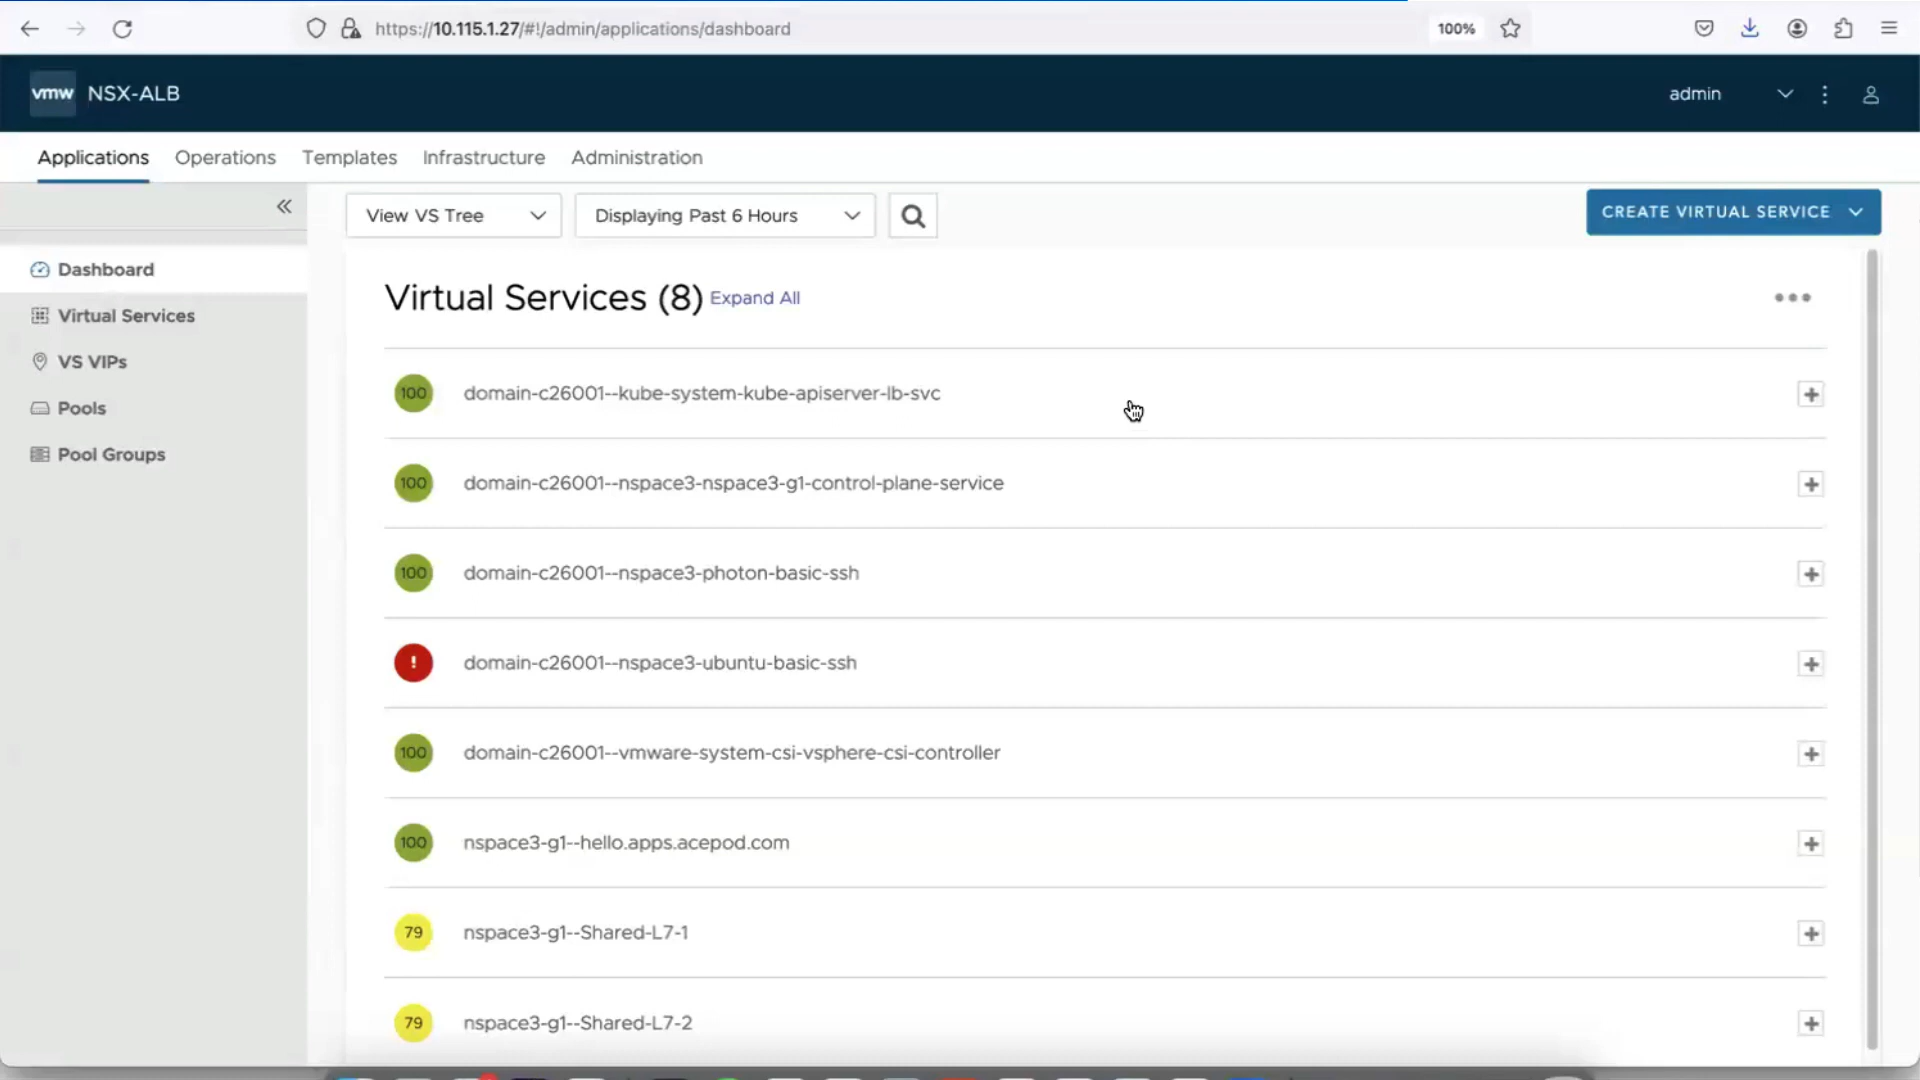 https://10.115.1.27/#!/admin/applications/dashboard
100%
vmw NSX-ALB
admin
Applications Operations Templates Infrastructure Administration
View VS Tree
Displaying Past 6 Hours
CREATE VIRTUAL SERVICE
Dashboard
Virtual Services
VS VIPs
Pools
Pool Groups
Virtual Services (8) Expand All
100 domain-c26001--kube-system-kube-apiserver-lb-svc
100 domain-c26001--nspace3-nspace3-g1-control-plane-service
100 domain-c26001--nspace3-photon-basic-ssh
! domain-c26001--nspace3-ubuntu-basic-ssh
100 domain-c26001--vmware-system-csi-vsphere-csi-controller
100 nspace3-g1--hello.apps.acepod.com
79 nspace3-g1--Shared-L7-1
79 nspace3-g1--Shared-L7-2